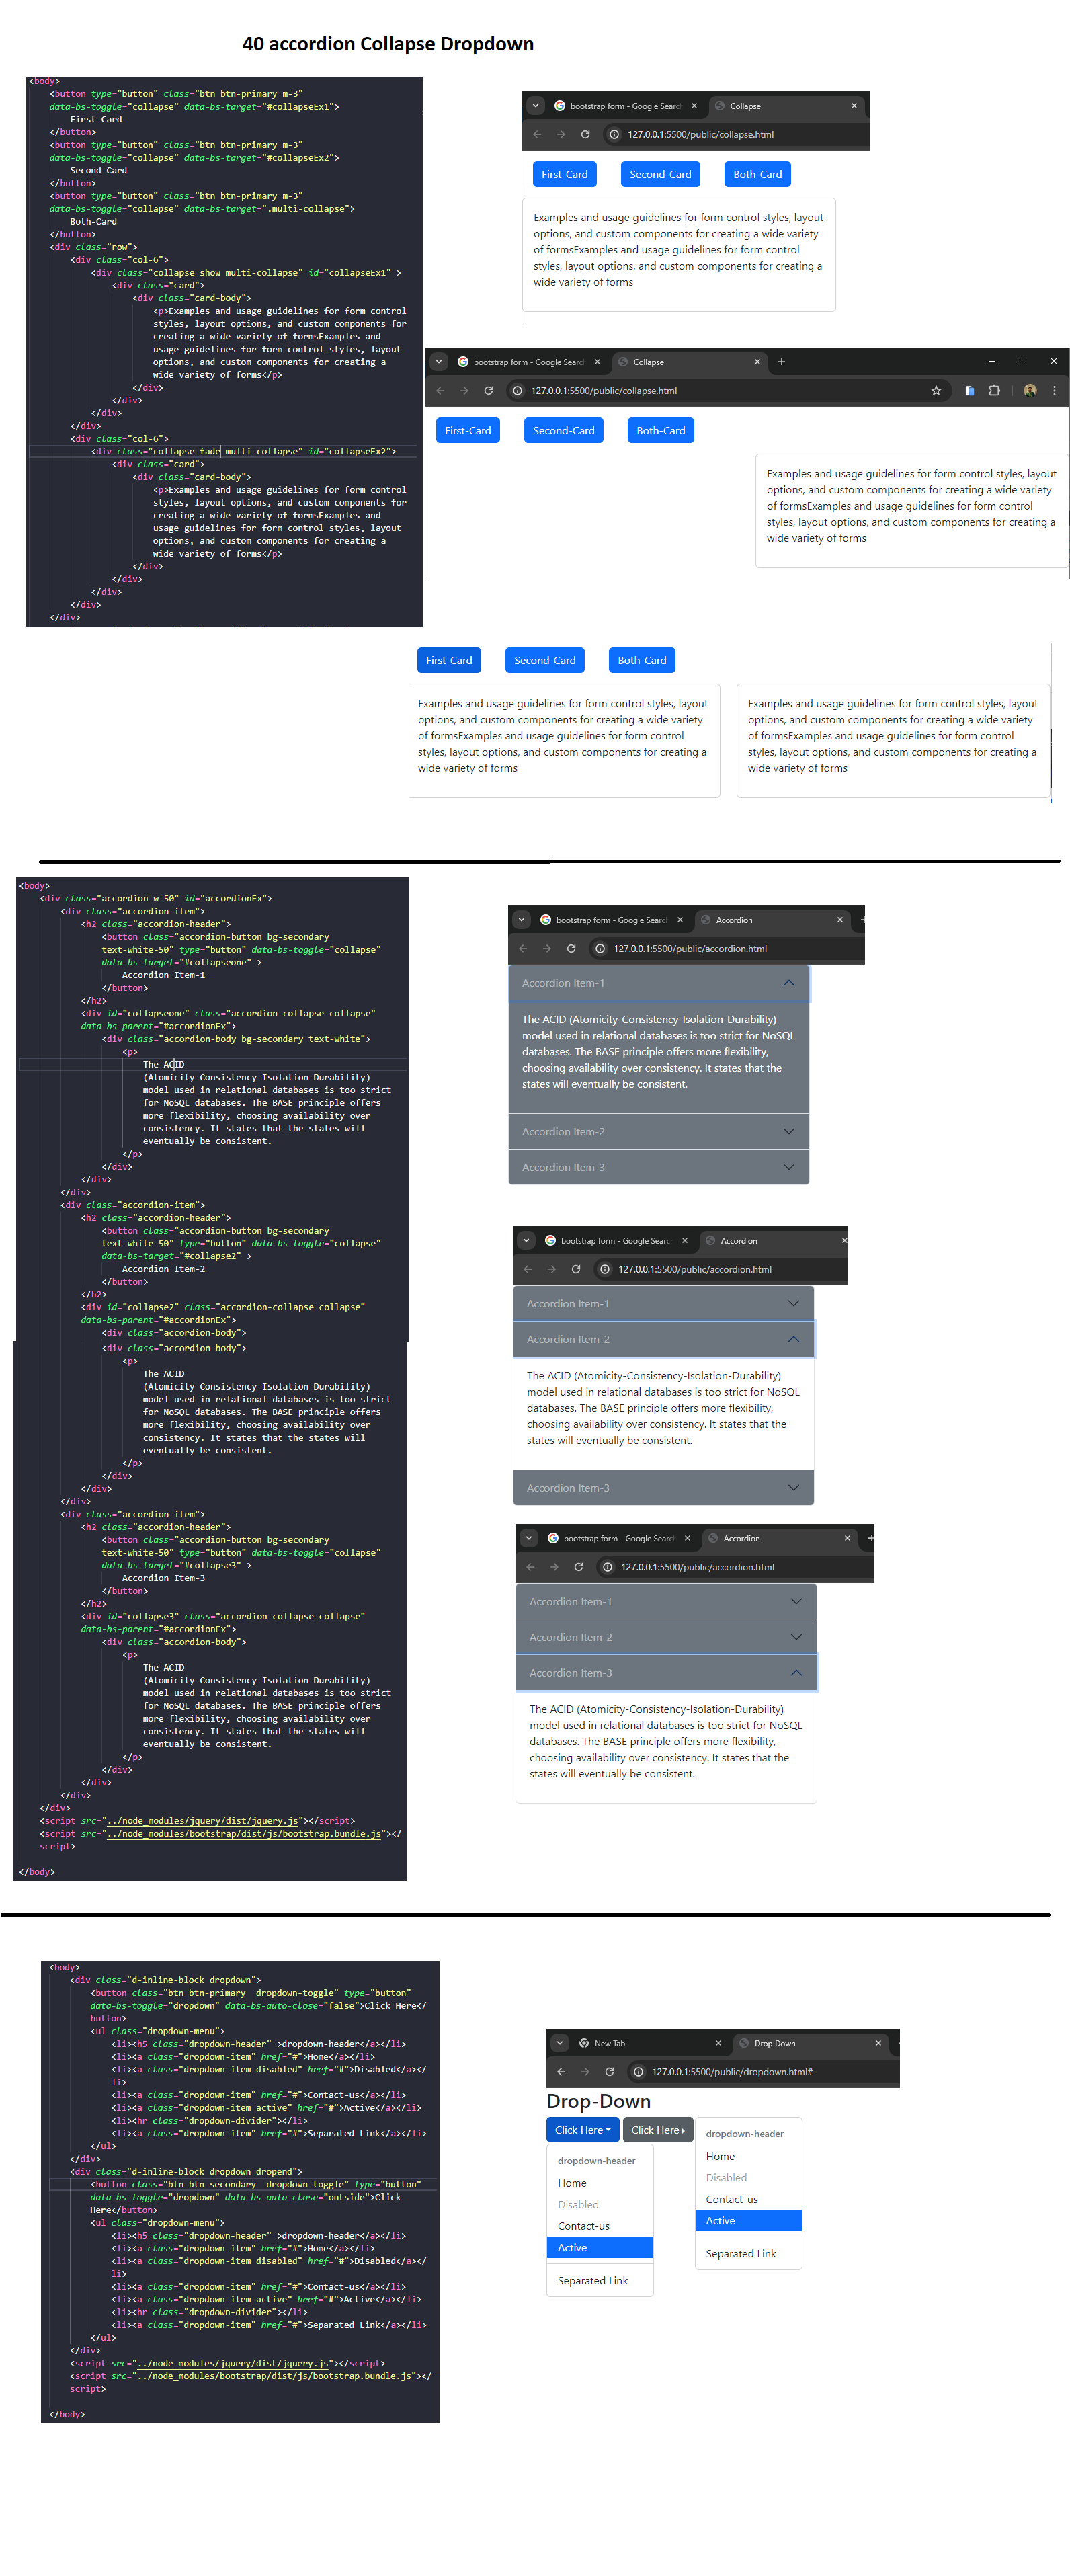 40 accordion Collapse Dropdown
<body>
<button type="button" class="btn btn-primary m-3"
data-bs-toggle="collapse" data-bs-target="#collapseEx1">
First-Card
</button>
<button type="button" class="btn btn-primary m-3"
data-bs-toggle="collapse" data-bs-target="#collapseEx2">
Second-Card
</button>
<button type="button" class="btn btn-primary m-3"
data-bs-toggle="collapse" data-bs-target=".multi-collapse">
Both-Card
</button>
<div class="row">
<div class="col-6">
<div class="collapse show multi-collapse" id="collapseEx1" >
<div class="card">
<div class="card-body">
<p>Examples and usage guidelines for form control
styles, layout options, and custom components for
creating a wide variety of formsExamples and
usage guidelines for form control styles, layout
options, and custom components for creating a
wide variety of forms</p>
</div>
</div>
</div>
</div>
<div class="col-6">
<div class="collapse fade multi-collapse" id="collapseEx2">
<div class="card">
<div class="card-body">
<p>Examples and usage guidelines for form control
styles, layout options, and custom components for
creating a wide variety of formsExamples and
usage guidelines for form control styles, layout
options, and custom components for creating a
wide variety of forms</p>
</div>
</div>
</div>
</div>
</div>
bootstrap form - Google Search
Collapse
127.0.0.1:5500/public/collapse.html
First-Card Second-Card Both-Card
Examples and usage guidelines for form control styles, layout
options, and custom components for creating a wide variety
of formsExamples and usage guidelines for form control
styles, layout options, and custom components for creating a
wide variety of forms
bootstrap form - Google Search
Collapse
127.0.0.1:5500/public/collapse.html
First-Card Second-Card Both-Card
Examples and usage guidelines for form control styles, layout
options, and custom components for creating a wide variety
of formsExamples and usage guidelines for form control
styles, layout options, and custom components for creating a
wide variety of forms
First-Card Second-Card Both-Card
Examples and usage guidelines for form control styles, layout
options, and custom components for creating a wide variety
of formsExamples and usage guidelines for form control
styles, layout options, and custom components for creating a
wide variety of forms
Examples and usage guidelines for form control styles, layout
options, and custom components for creating a wide variety
of formsExamples and usage guidelines for form control
styles, layout options, and custom components for creating a
wide variety of forms
<body>
<div class="accordion w-50" id="accordionEx">
<div class="accordion-item">
<h2 class="accordion-header">
<button class="accordion-button bg-secondary
text-white-50" type="button" data-bs-toggle="collapse"
data-bs-target="#collapseone" >
Accordion Item-1
</button>
</h2>
<div id="collapseone" class="accordion-collapse collapse"
data-bs-parent="#accordionEx">
<div class="accordion-body bg-secondary text-white">
<p>
The ACID
(Atomicity-Consistency-Isolation-Durability)
model used in relational databases is too strict
for NoSQL databases. The BASE principle offers
more flexibility, choosing availability over
consistency. It states that the states will
eventually be consistent.
</p>
</div>
</div>
</div>
<div class="accordion-item">
<h2 class="accordion-header">
<button class="accordion-button bg-secondary
text-white-50" type="button" data-bs-toggle="collapse"
data-bs-target="#collapse2" >
Accordion Item-2
</button>
</h2>
<div id="collapse2" class="accordion-collapse collapse"
data-bs-parent="#accordionEx">
<div class="accordion-body">
<div class="accordion-body">
<p>
The ACID
(Atomicity-Consistency-Isolation-Durability)
model used in relational databases is too strict
for NoSQL databases. The BASE principle offers
more flexibility, choosing availability over
consistency. It states that the states will
eventually be consistent.
</p>
</div>
</div>
</div>
<div class="accordion-item">
<h2 class="accordion-header">
<button class="accordion-button bg-secondary
text-white-50" type="button" data-bs-toggle="collapse"
data-bs-target="#collapse3" >
Accordion Item-3
</button>
</h2>
<div id="collapse3" class="accordion-collapse collapse"
data-bs-parent="#accordionEx">
<div class="accordion-body">
<p>
The ACID
(Atomicity-Consistency-Isolation-Durability)
model used in relational databases is too strict
for NoSQL databases. The BASE principle offers
more flexibility, choosing availability over
consistency. It states that the states will
eventually be consistent.
</p>
</div>
</div>
</div>
</div>
<script src="../node_modules/jquery/dist/jquery.js"></script>
<script src="../node_modules/bootstrap/dist/js/bootstrap.bundle.js"></
script>
</body>
bootstrap form - Google Search
Accordion
127.0.0.1:5500/public/accordion.html
Accordion Item-1
The ACID (Atomicity-Consistency-Isolation-Durability)
model used in relational databases is too strict for NoSQL
databases. The BASE principle offers more flexibility,
choosing availability over consistency. It states that the
states will eventually be consistent.
Accordion Item-2
Accordion Item-3
bootstrap form - Google Search
Accordion
127.0.0.1:5500/public/accordion.html
Accordion Item-1
Accordion Item-2
The ACID (Atomicity-Consistency-Isolation-Durability)
model used in relational databases is too strict for NoSQL
databases. The BASE principle offers more flexibility,
choosing availability over consistency. It states that the
states will eventually be consistent.
Accordion Item-3
bootstrap form - Google Search
Accordion
127.0.0.1:5500/public/accordion.html
Accordion Item-1
Accordion Item-2
Accordion Item-3
The ACID (Atomicity-Consistency-Isolation-Durability)
model used in relational databases is too strict for NoSQL
databases. The BASE principle offers more flexibility,
choosing availability over consistency. It states that the
states will eventually be consistent.
<body>
<div class="d-inline-block dropdown">
<button class="btn btn-primary  dropdown-toggle" type="button"
data-bs-toggle="dropdown" data-bs-auto-close="false">Click Here</
button>
<ul class="dropdown-menu">
<li><h5 class="dropdown-header" >dropdown-header</a></li>
<li><a class="dropdown-item" href="#">Home</a></li>
<li><a class="dropdown-item disabled" href="#">Disabled</a></
li>
<li><a class="dropdown-item" href="#">Contact-us</a></li>
<li><a class="dropdown-item active" href="#">Active</a></li>
<li><hr class="dropdown-divider"></li>
<li><a class="dropdown-item" href="#">Separated Link</a></li>
</ul>
</div>
<div class="d-inline-block dropdown dropend">
<button class="btn btn-secondary  dropdown-toggle" type="button"
data-bs-toggle="dropdown" data-bs-auto-close="outside">Click
Here</button>
<ul class="dropdown-menu">
<li><h5 class="dropdown-header" >dropdown-header</a></li>
<li><a class="dropdown-item" href="#">Home</a></li>
<li><a class="dropdown-item disabled" href="#">Disabled</a></
li>
<li><a class="dropdown-item" href="#">Contact-us</a></li>
<li><a class="dropdown-item active" href="#">Active</a></li>
<li><hr class="dropdown-divider"></li>
<li><a class="dropdown-item" href="#">Separated Link</a></li>
</ul>
</div>
<script src="../node_modules/jquery/dist/jquery.js"></script>
<script src="../node_modules/bootstrap/dist/js/bootstrap.bundle.js"></
script>
</body>
New Tab
Drop Down
127.0.0.1:5500/public/dropdown.html#
Drop-Down
Click Here Click Here
dropdown-header
Home
Disabled
Contact-us
Active
Separated Link
dropdown-header
Home
Disabled
Contact-us
Active
Separated Link